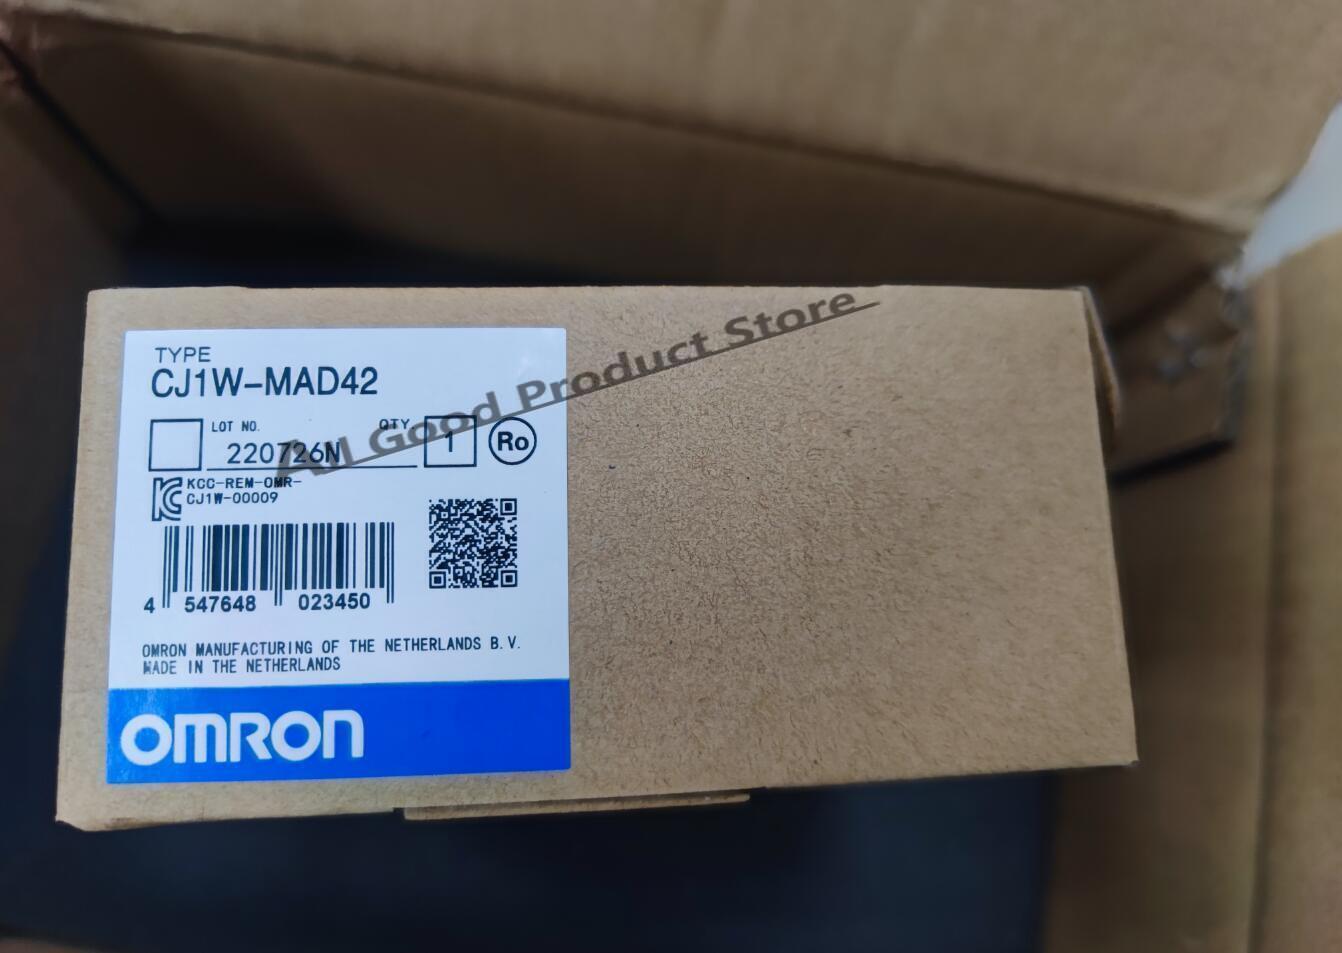 TYPE
CJ1W-MAD42
LOT NO. QTY.
220726N 1 Ro
KCC-REM-OMR-
CJ1W-00009
4 547648 023450
OMRON MANUFACTURING OF THE NETHERLANDS B.V.
MADE IN THE NETHERLANDS
OMRON
All Good Product Store